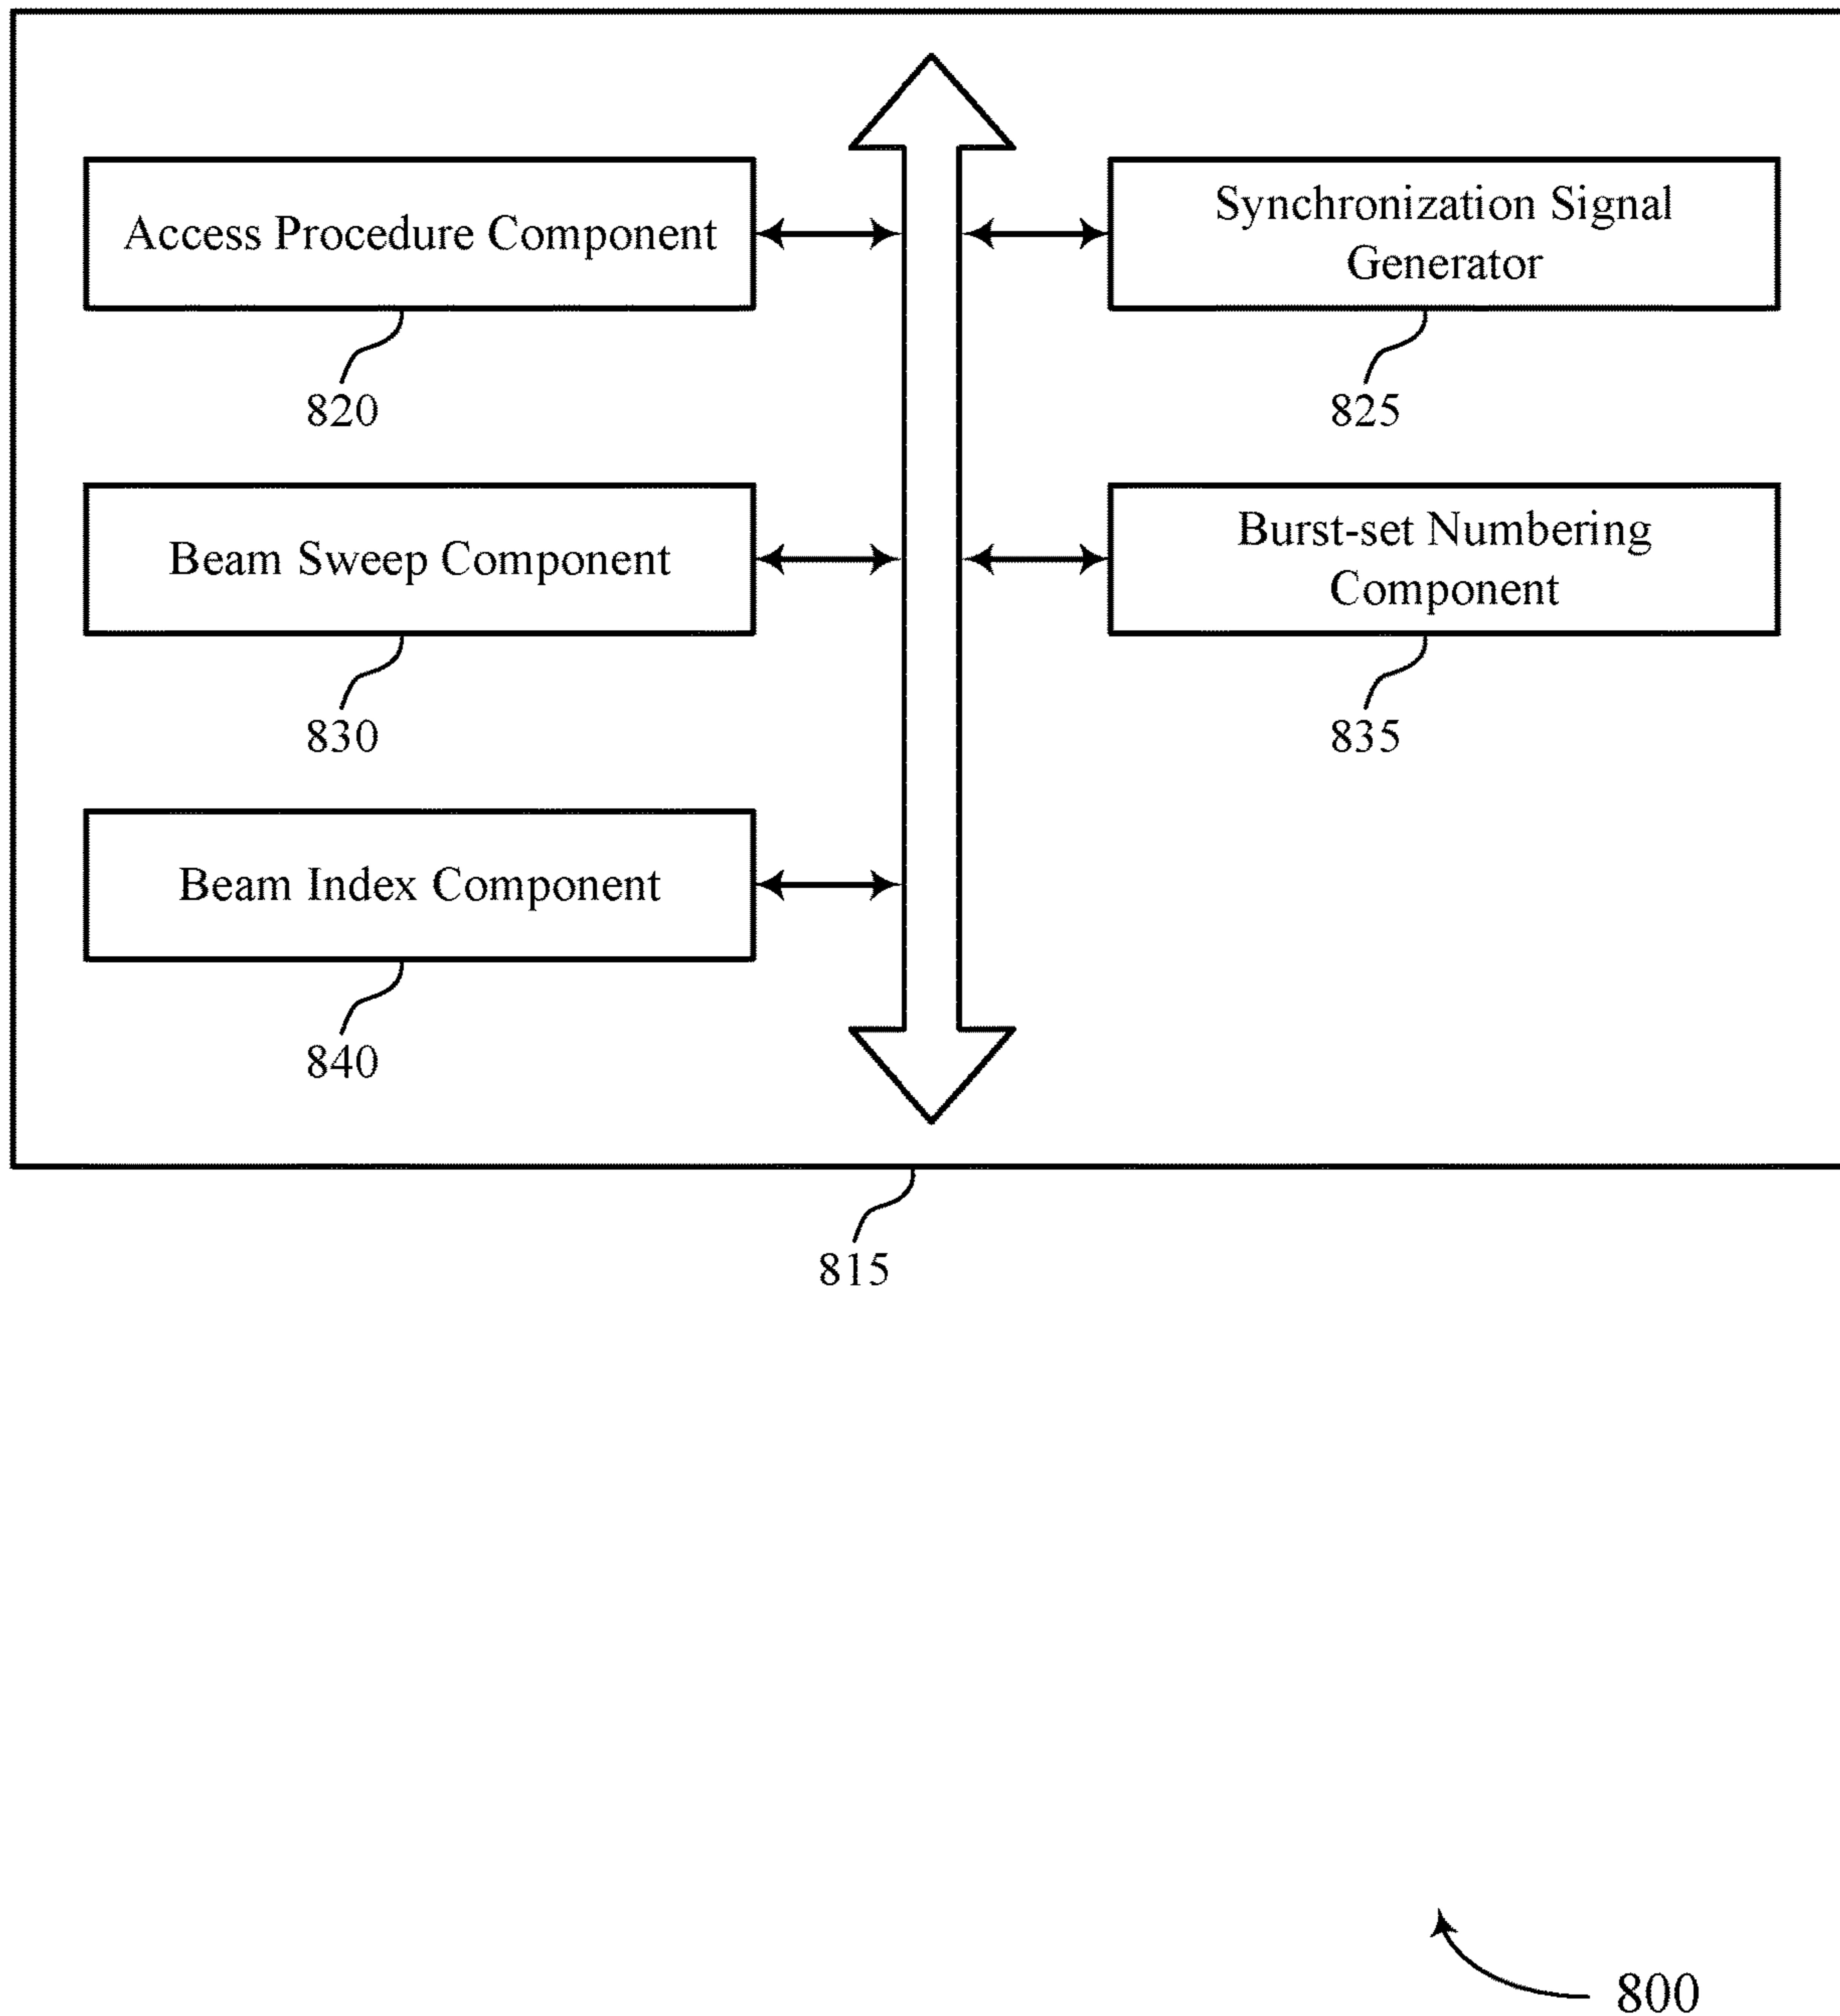 Access Procedure Component
820
Synchronization Signal
Generator
825
Beam Sweep Component
830
Burst-set Numbering
Component
835
Beam Index Component
840
815
800